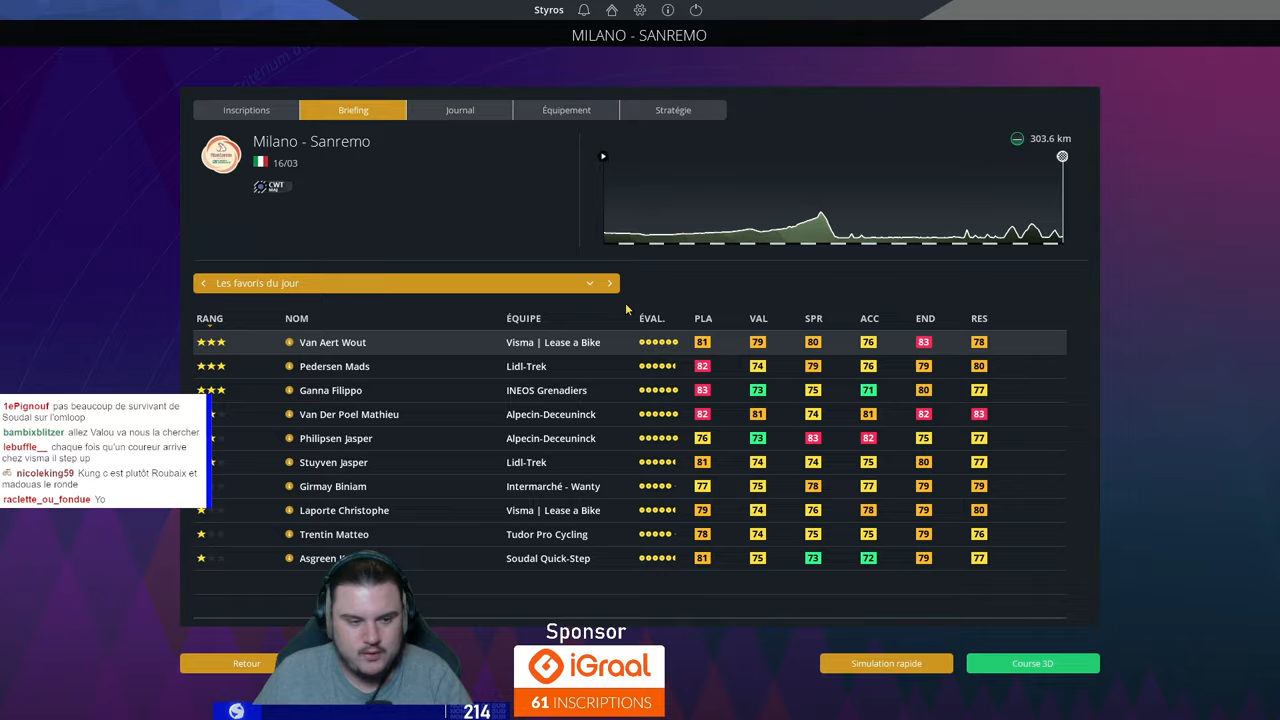 Styros
MILANO - SANREMO
Inscriptions Briefing Journal Équipement Stratégie
Milano - Sanremo
16/03
CWT
303.6 km
Les favoris du jour
RANG NOM ÉQUIPE ÉVAL. PLA VAL SPR ACC END RES
Van Aert Wout Visma | Lease a Bike 81 79 80 76 83 78
Pedersen Mads Lidl-Trek 82 74 79 76 79 80
Ganna Filippo INEOS Grenadiers 83 73 75 71 80 77
Van Der Poel Mathieu Alpecin-Deceuninck 82 81 74 81 82 83
Philipsen Jasper Alpecin-Deceuninck 76 73 83 82 75 77
Stuyven Jasper Lidl-Trek 81 74 74 75 80 77
Girmay Biniam Intermarché - Wanty 77 75 78 77 79 79
Laporte Christophe Visma | Lease a Bike 79 74 76 78 79 80
Trentin Matteo Tudor Pro Cycling 78 74 75 75 79 76
Asgreen Soudal Quick-Step 81 75 73 72 79 77
1ePignouf pas beaucoup de survivant de
Soudal sur l'omloop
bambixblitzer allez Valou va nous la chercher
lebuffle__ chaque fois qu'un coureur arrive
chez visma il step up
nicoleking59 Kung c est plutôt Roubaix et
madouas le ronde
raclette_ou_fondue Yo
Sponsor
iGraal
61 INSCRIPTIONS
Retour Simulation rapide Course 3D
214